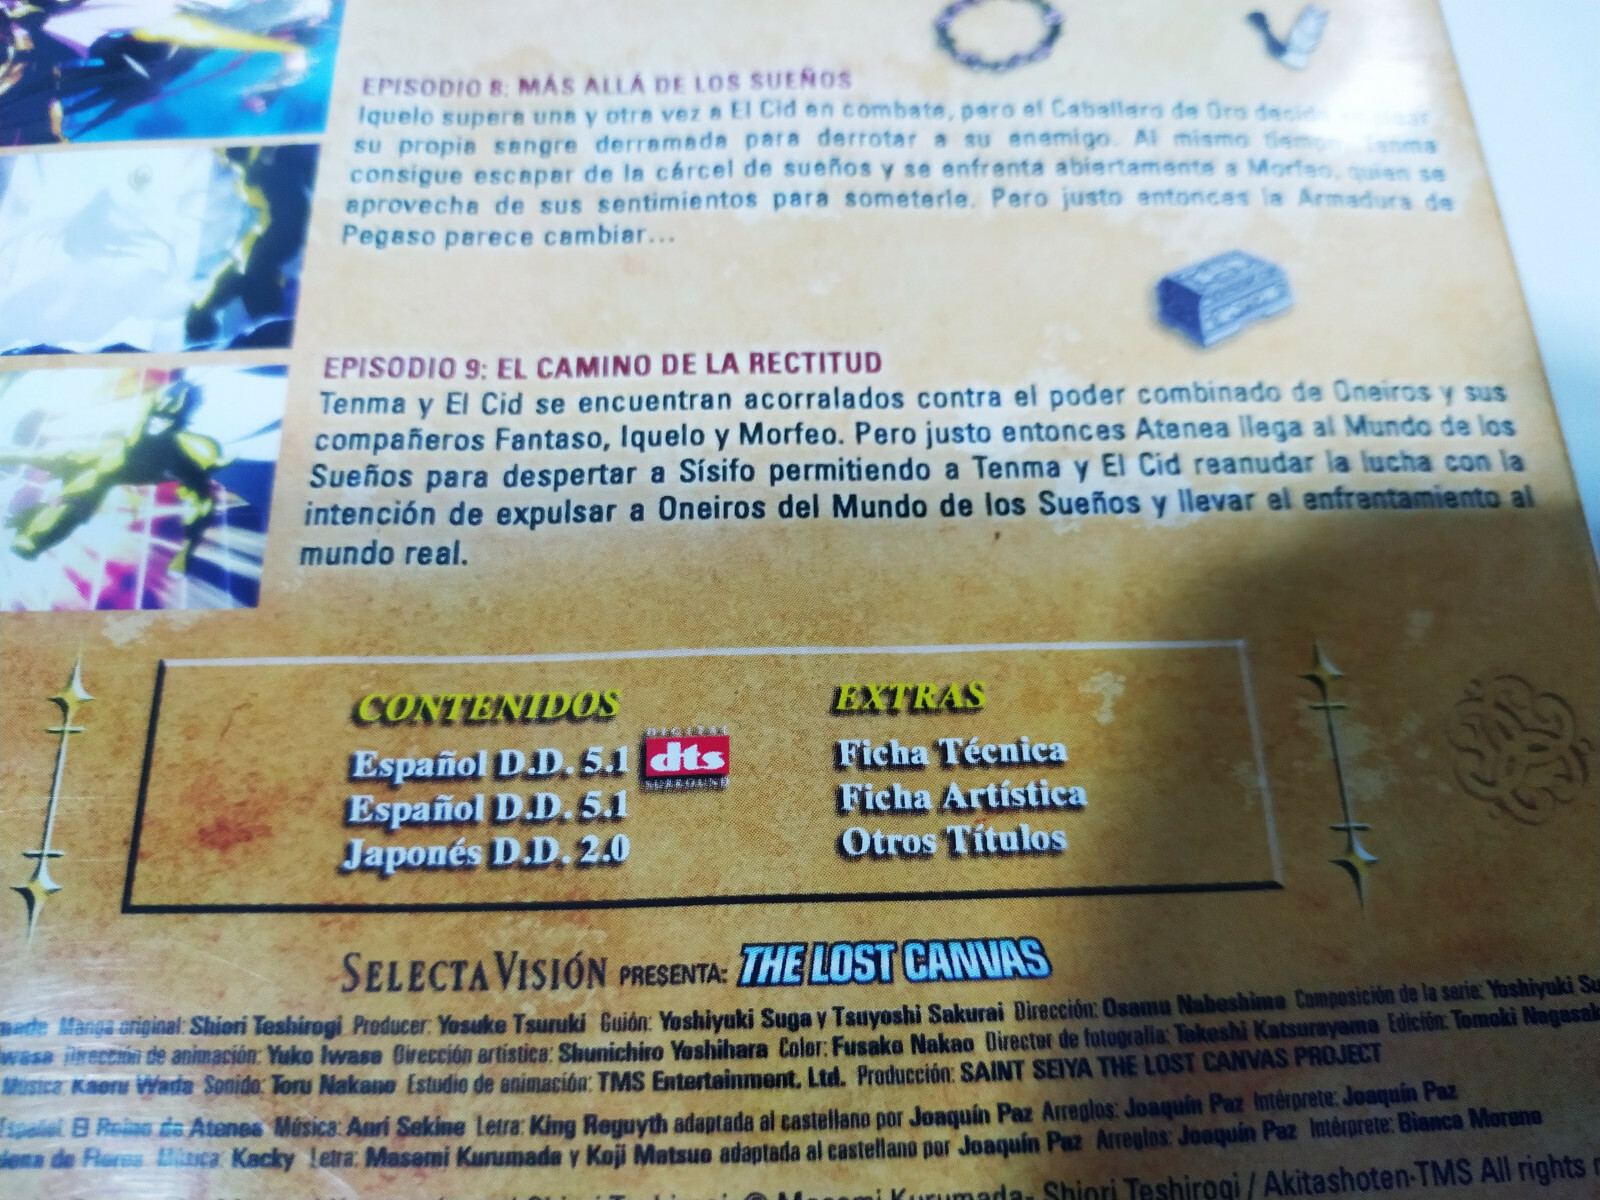 EPISODIO 8: MÁS ALLÁ DE LOS SUEÑOS
Iquelo supera una y otra vez a El Cid en combate, pero el Caballero de Oro decide
su propia sangre derramada para derrotar a su enemigo. Al mismo tiempo Tenma
consigue escapar de la cárcel de sueños y se enfrenta abiertamente a Morfeo, quien se
aprovecha de sus sentimientos para someterle. Pero justo entonces la Armadura de
Pegaso parece cambiar...
EPISODIO 9: EL CAMINO DE LA RECTITUD
Tenma y El Cid se encuentran acorralados contra el poder combinado de Oneiros y sus
compañeros Fantaso, Iquelo y Morfeo. Pero justo entonces Atenea llega al Mundo de los
Sueños para despertar a Sísifo permitiendo a Tenma y El Cid reanudar la lucha con la
intención de expulsar a Oneiros del Mundo de los Sueños y llevar el enfrentamiento al
mundo real.
CONTENIDOS
Español D.D. 5.1
DIGITAL
dts
SURROUND
Español D.D. 5.1
Japonés D.D. 2.0
EXTRAS
Ficha Técnica
Ficha Artística
Otros Títulos
SELECTA VISIÓN PRESENTA: THE LOST CANVAS
Manga original: Shiori Teshirogi Producer: Yosuke Tsuruki Guión: Yoshiyuki Suga y Tsuyoshi Sakurai Dirección: Osamu Nabeshima Composición de la serie: Yoshiyuki Su
Dirección de animación: Yuko Iwasa Dirección artística: Shunichiro Yoshihara Color: Fusako Nakao Director de fotografía: Takeshi Katsurayama Edición: Tomoki Nagasak
Música: Kaoru Wada Sonido: Toru Nakano Estudio de animación: TMS Entertainment, Ltd. Producción: SAINT SEIYA THE LOST CANVAS PROJECT
El Reino de Atenea Música: Anri Sekine Letra: King Reguyth adaptada al castellano por Joaquín Paz Arreglos: Joaquín Paz Intérprete: Joaquín Paz
de Flores Música: Kacky Letra: Masami Kurumada y Koji Matsuo adaptada al castellano por Joaquín Paz Arreglos: Joaquín Paz Intérprete: Bianca Moreno
Shiori Teshirogi © Masami Kurumada- Shiori Teshirogi / Akitashoten·TMS All rights